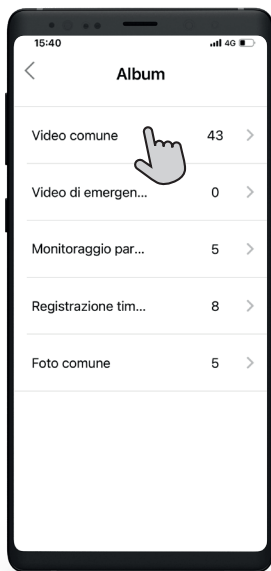 15:40 4G
Album
Video comune 43
Video di emergen... 0
Monitoraggio par... 5
Registrazione tim... 8
Foto comune 5